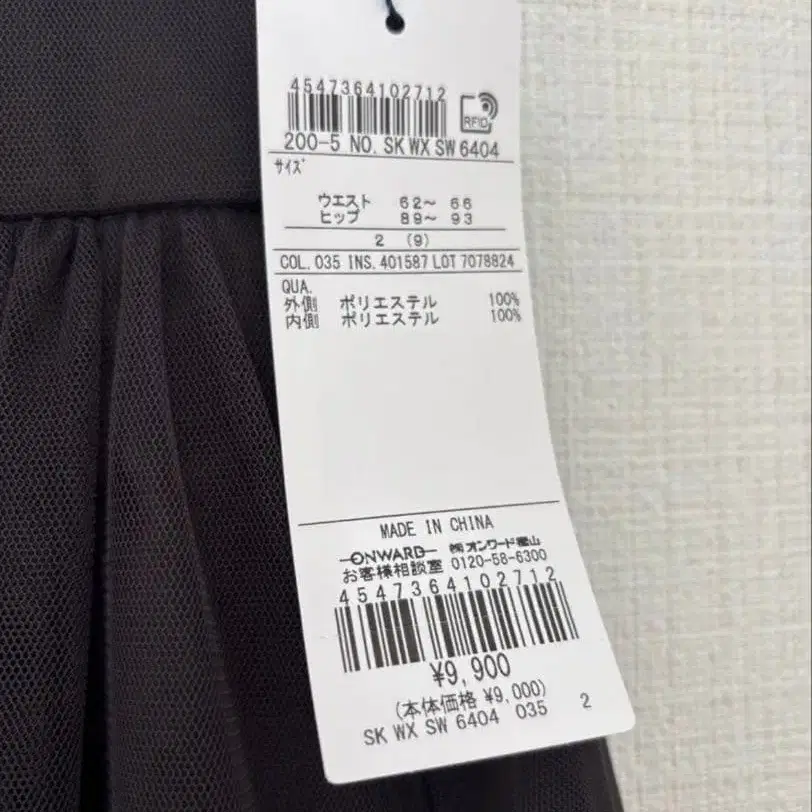 4547364102712
RFID
200-5 NO. SK WX SW 6404
サイズ
ウエスト 62～ 66
ヒップ 89～ 93
2 (9)
COL. 035 INS. 401587 LOT 7078824
QUA.
外側 ポリエステル 100%
内側 ポリエステル 100%
MADE IN CHINA
ONWARD ㈱オンワード樫山
お客様相談室 0120-58-6300
4547364102712
¥9,900
(本体価格 ¥9,000)
SK WX SW 6404 035 2